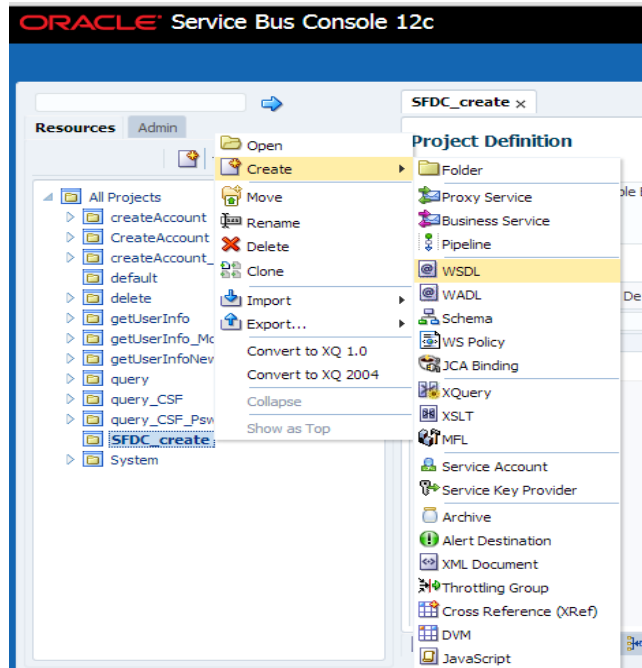 ORACLE Service Bus Console 12c
SFDC_create ×
Resources Admin
Project Definition
All Projects
createAccount
CreateAccount
createAccount_
default
delete
getUserInfo
getUserInfo_Mo
getUserInfoNew
query
query_CSF
query_CSF_Psw
SFDC_create
System
Open
Create
Move
Rename
Delete
Clone
Import
Export...
Convert to XQ 1.0
Convert to XQ 2004
Collapse
Show as Top
Folder
Proxy Service
Business Service
Pipeline
WSDL
WADL
Schema
WS Policy
JCA Binding
XQuery
XSLT
MFL
Service Account
Service Key Provider
Archive
Alert Destination
XML Document
Throttling Group
Cross Reference (XRef)
DVM
JavaScript
De